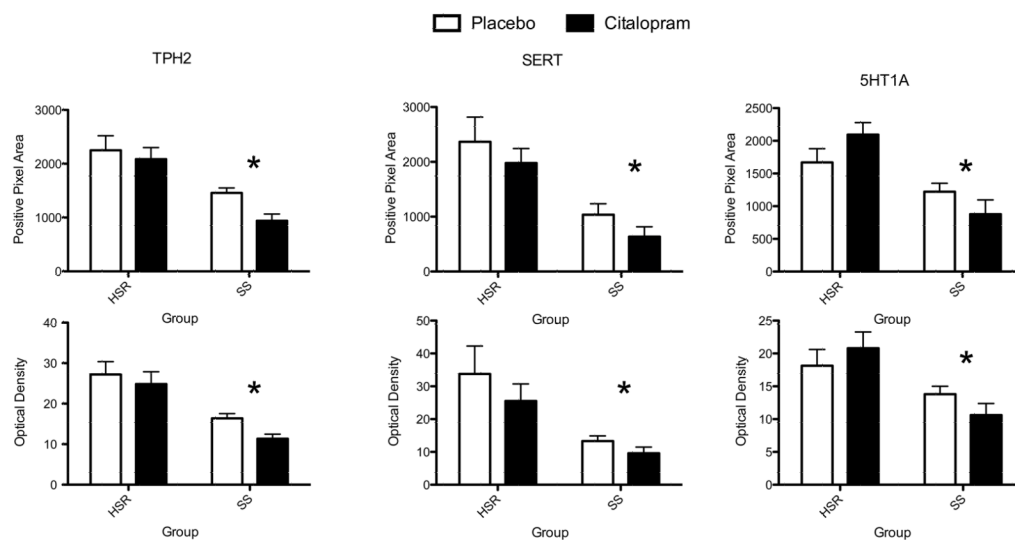 Placebo Citalopram
TPH2
Positive Pixel Area
3000
2000
1000
0
HSR
SS
Group
SERT
Positive Pixel Area
3000
2000
1000
0
HSR
SS
Group
5HT1A
Positive Pixel Area
2500
2000
1500
1000
500
0
HSR
SS
Group
Optical Density
40
30
20
10
0
HSR
SS
Group
Optical Density
50
40
30
20
10
0
HSR
SS
Group
Optical Density
25
20
15
10
5
0
HSR
SS
Group